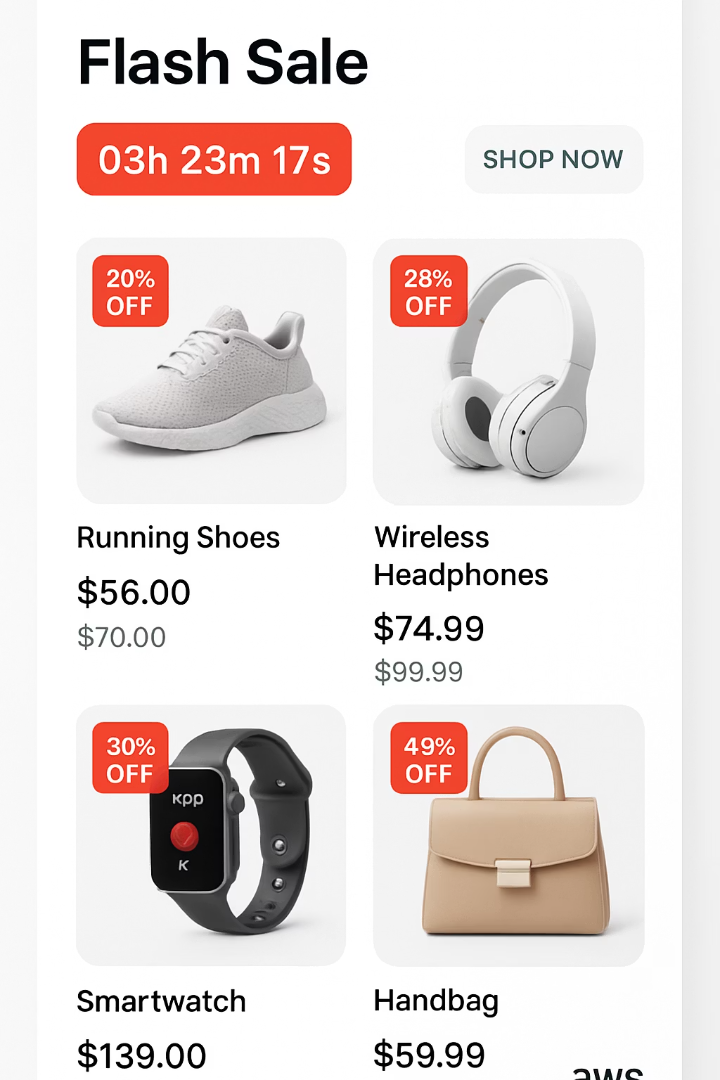 Flash Sale
03h 23m 17s
SHOP NOW
20%
OFF
28%
OFF
Running Shoes
$56.00
$70.00
Wireless
Headphones
$74.99
$99.99
30%
OFF
кpp
K
49%
OFF
Smartwatch
$139.00
Handbag
$59.99
aws